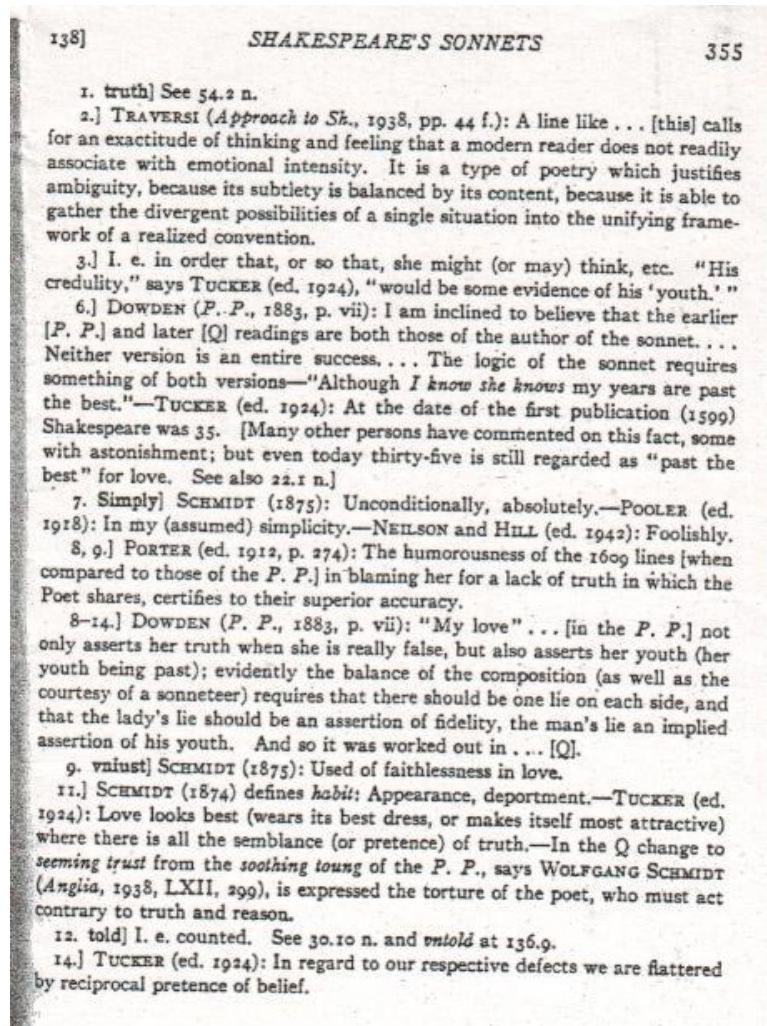 138] SHAKESPEARE'S SONNETS 355
1. truth] See 54.2 n.
2.] TRAVERSI (Approach to Sh., 1938, pp. 44 f.): A line like . . . [this] calls
for an exactitude of thinking and feeling that a modern reader does not readily
associate with emotional intensity. It is a type of poetry which justifies
ambiguity, because its subtlety is balanced by its content, because it is able to
gather the divergent possibilities of a single situation into the unifying frame-
work of a realized convention.
3.] I. e. in order that, or so that, she might (or may) think, etc. "His
credulity," says TUCKER (ed. 1924), "would be some evidence of his 'youth.' "
6.] DOWDEN (P. P., 1883, p. vii): I am inclined to believe that the earlier
[P. P.] and later [Q] readings are both those of the author of the sonnet. . . .
Neither version is an entire success. . . . The logic of the sonnet requires
something of both versions—"Although I know she knows my years are past
the best."—TUCKER (ed. 1924): At the date of the first publication (1599)
Shakespeare was 35. [Many other persons have commented on this fact, some
with astonishment; but even today thirty-five is still regarded as "past the
best" for love. See also 22.1 n.]
7. Simply] SCHMIDT (1875): Unconditionally, absolutely.—POOLER (ed.
1918): In my (assumed) simplicity.—NEILSON and HILL (ed. 1942): Foolishly.
8, 9.] PORTER (ed. 1912, p. 274): The humorousness of the 1609 lines [when
compared to those of the P. P.] in blaming her for a lack of truth in which the
Poet shares, certifies to their superior accuracy.
8–14.] DOWDEN (P. P., 1883, p. vii): "My love" . . . [in the P. P.] not
only asserts her truth when she is really false, but also asserts her youth (her
youth being past); evidently the balance of the composition (as well as the
courtesy of a sonneteer) requires that there should be one lie on each side, and
that the lady's lie should be an assertion of fidelity, the man's lie an implied
assertion of his youth. And so it was worked out in . . . . [Q].
9. vniust] SCHMIDT (1875): Used of faithlessness in love.
11.] SCHMIDT (1874) defines habit: Appearance, deportment.—TUCKER (ed.
1924): Love looks best (wears its best dress, or makes itself most attractive)
where there is all the semblance (or pretence) of truth.—In the Q change to
seeming trust from the soothing toung of the P. P., says WOLFGANG SCHMIDT
(Anglia, 1938, LXII, 299), is expressed the torture of the poet, who must act
contrary to truth and reason.
12. told] I. e. counted. See 30.10 n. and vntold at 136.9.
14.] TUCKER (ed. 1924): In regard to our respective defects we are flattered
by reciprocal pretence of belief.